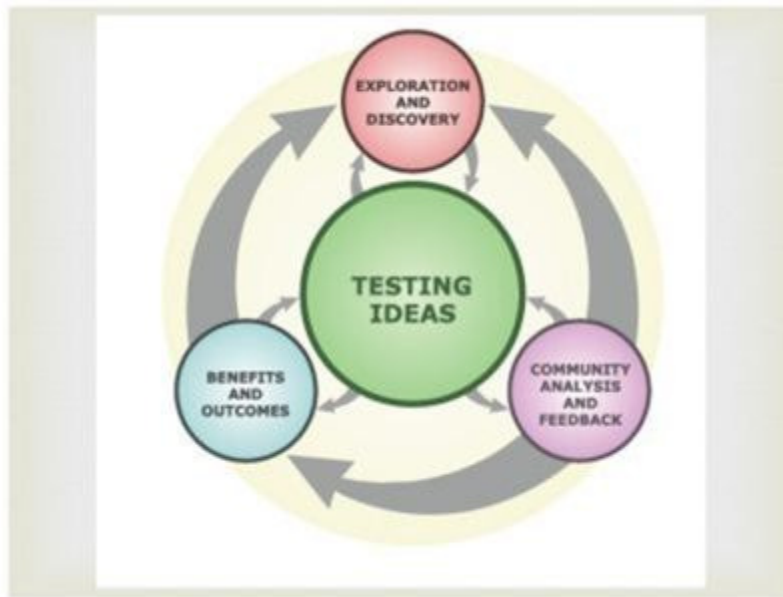 EXPLORATION
AND
DISCOVERY
TESTING
IDEAS
BENEFITS
AND
OUTCOMES
COMMUNITY
ANALYSIS
AND
FEEDBACK